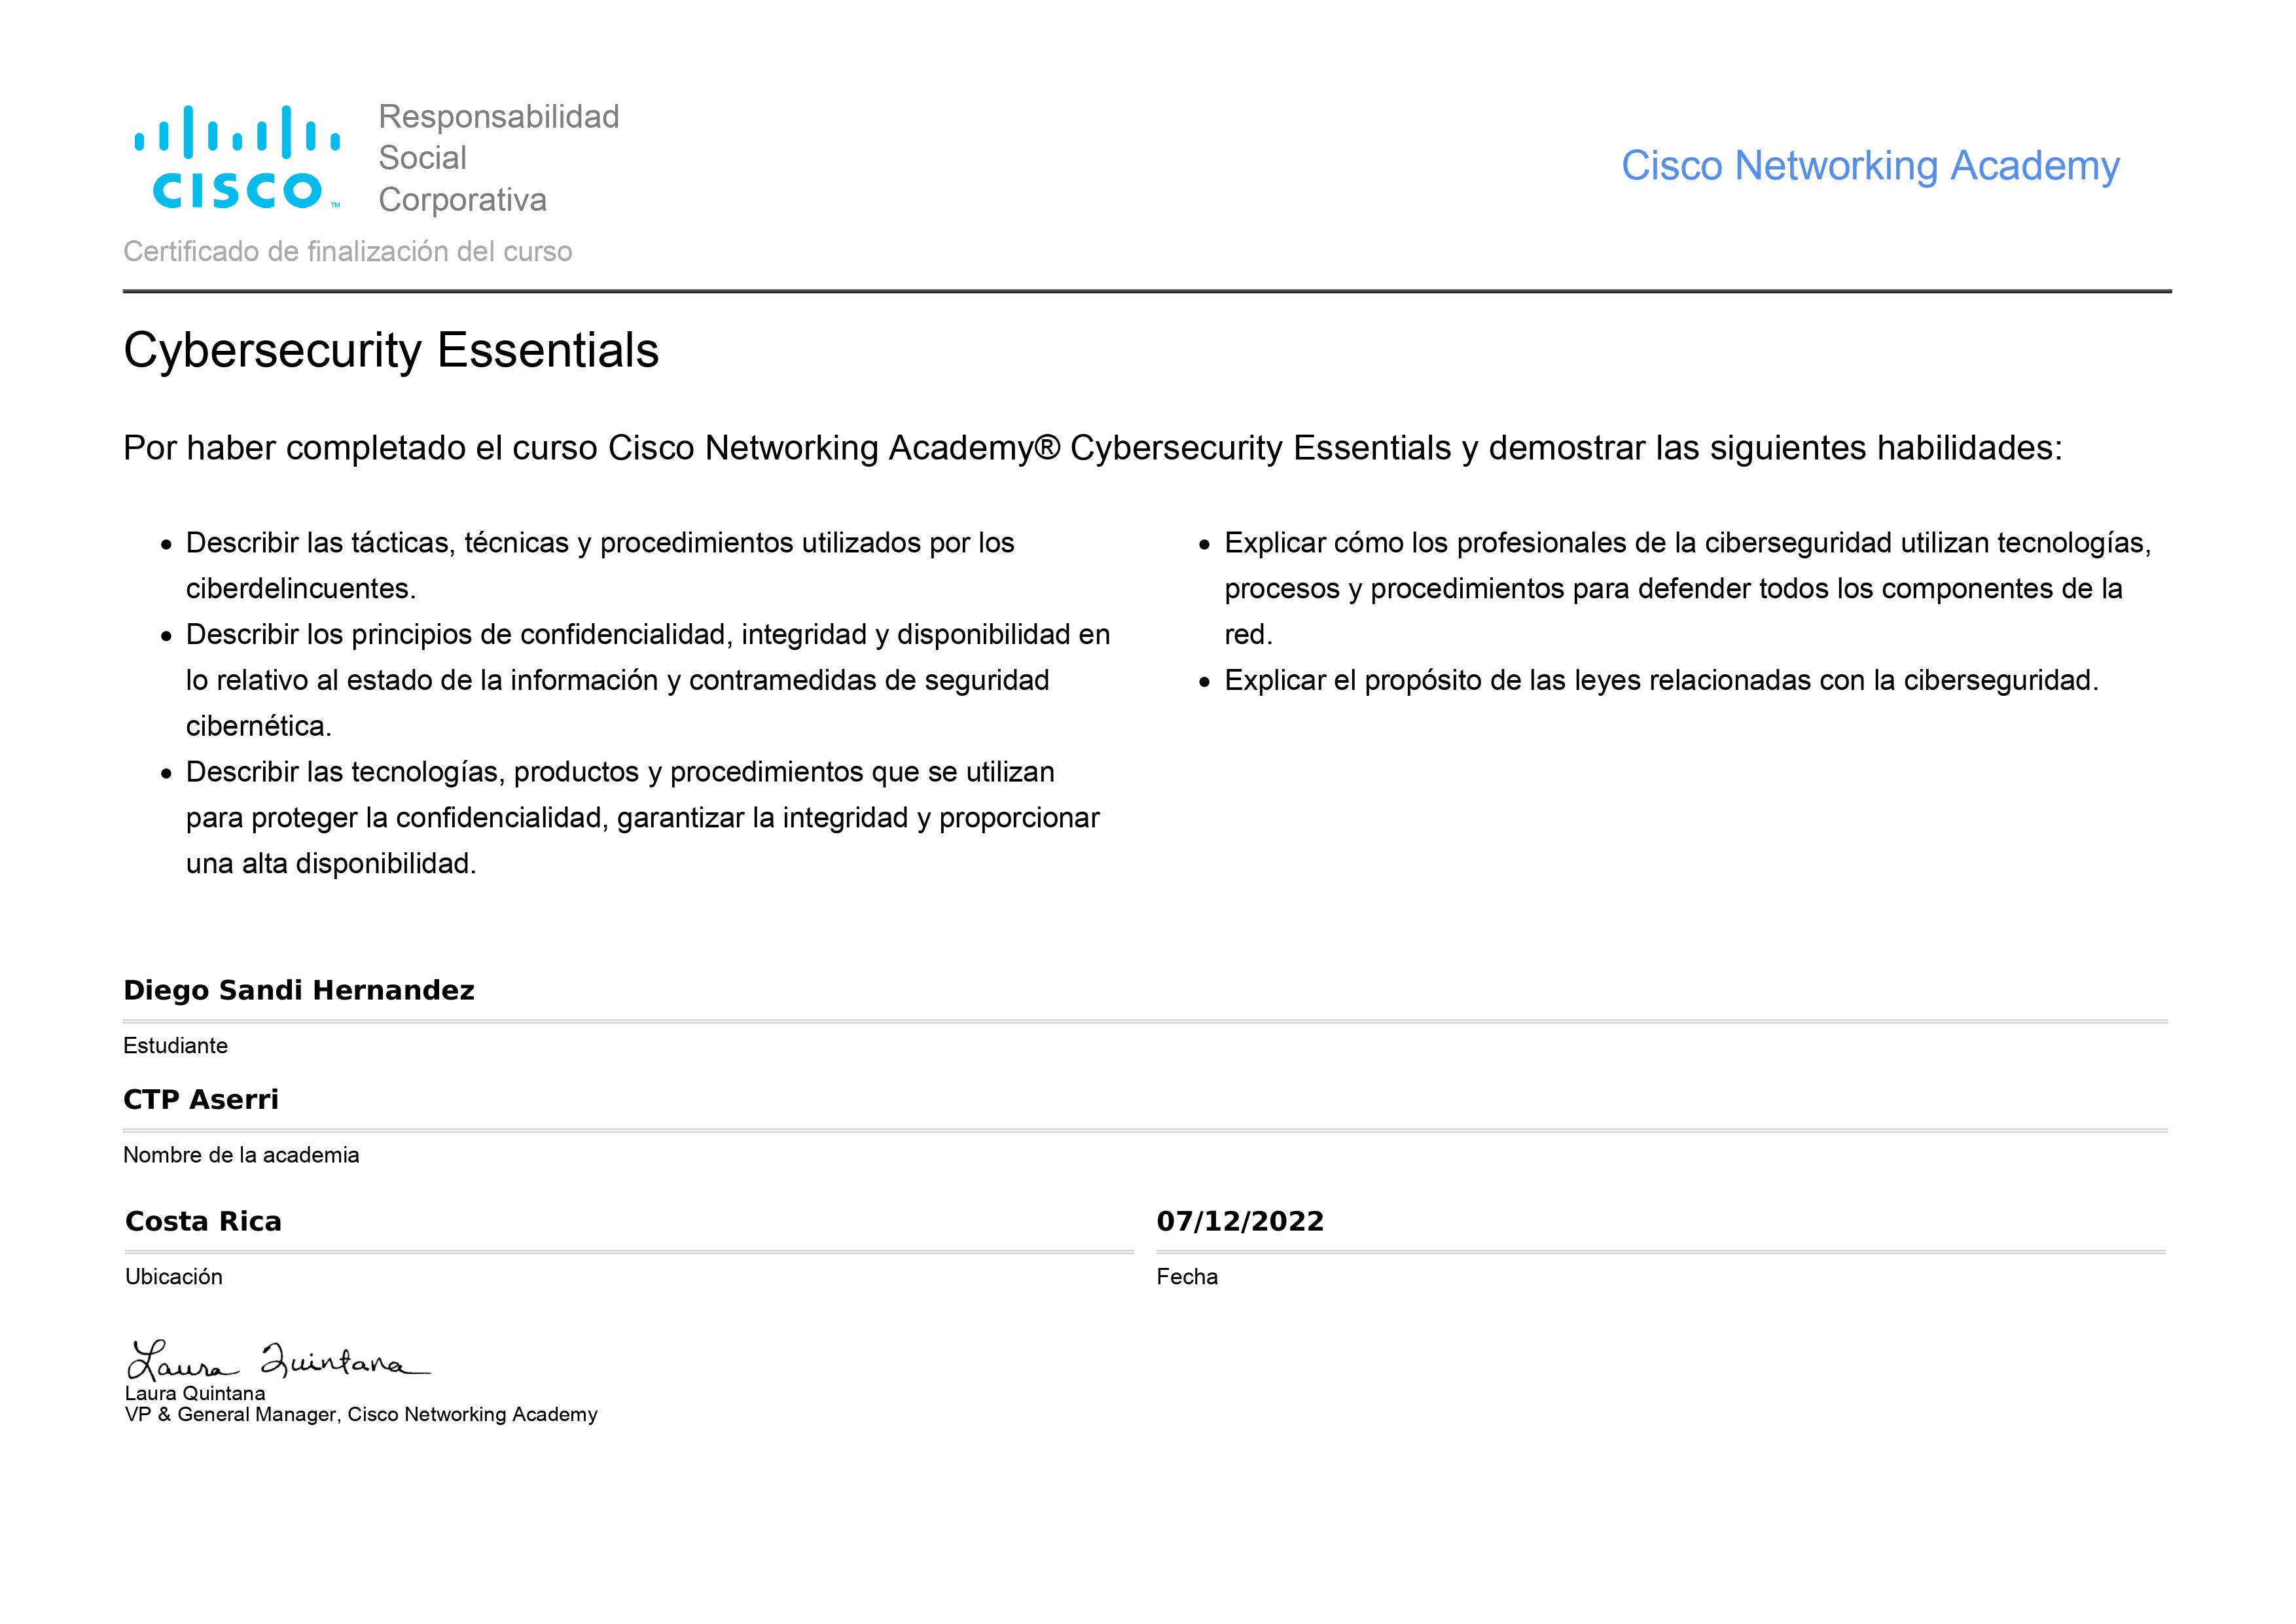 Responsabilidad
Social
Corporativa
CISCO™
Cisco Networking Academy
Certificado de finalización del curso
Cybersecurity Essentials
Por haber completado el curso Cisco Networking Academy® Cybersecurity Essentials y demostrar las siguientes habilidades:
• Describir las tácticas, técnicas y procedimientos utilizados por los
ciberdelincuentes.
• Describir los principios de confidencialidad, integridad y disponibilidad en
lo relativo al estado de la información y contramedidas de seguridad
cibernética.
• Describir las tecnologías, productos y procedimientos que se utilizan
para proteger la confidencialidad, garantizar la integridad y proporcionar
una alta disponibilidad.
• Explicar cómo los profesionales de la ciberseguridad utilizan tecnologías,
procesos y procedimientos para defender todos los componentes de la
red.
• Explicar el propósito de las leyes relacionadas con la ciberseguridad.
Diego Sandi Hernandez
Estudiante
CTP Aserri
Nombre de la academia
Costa Rica
Ubicación
07/12/2022
Fecha
Laura Quintana
Laura Quintana
VP & General Manager, Cisco Networking Academy